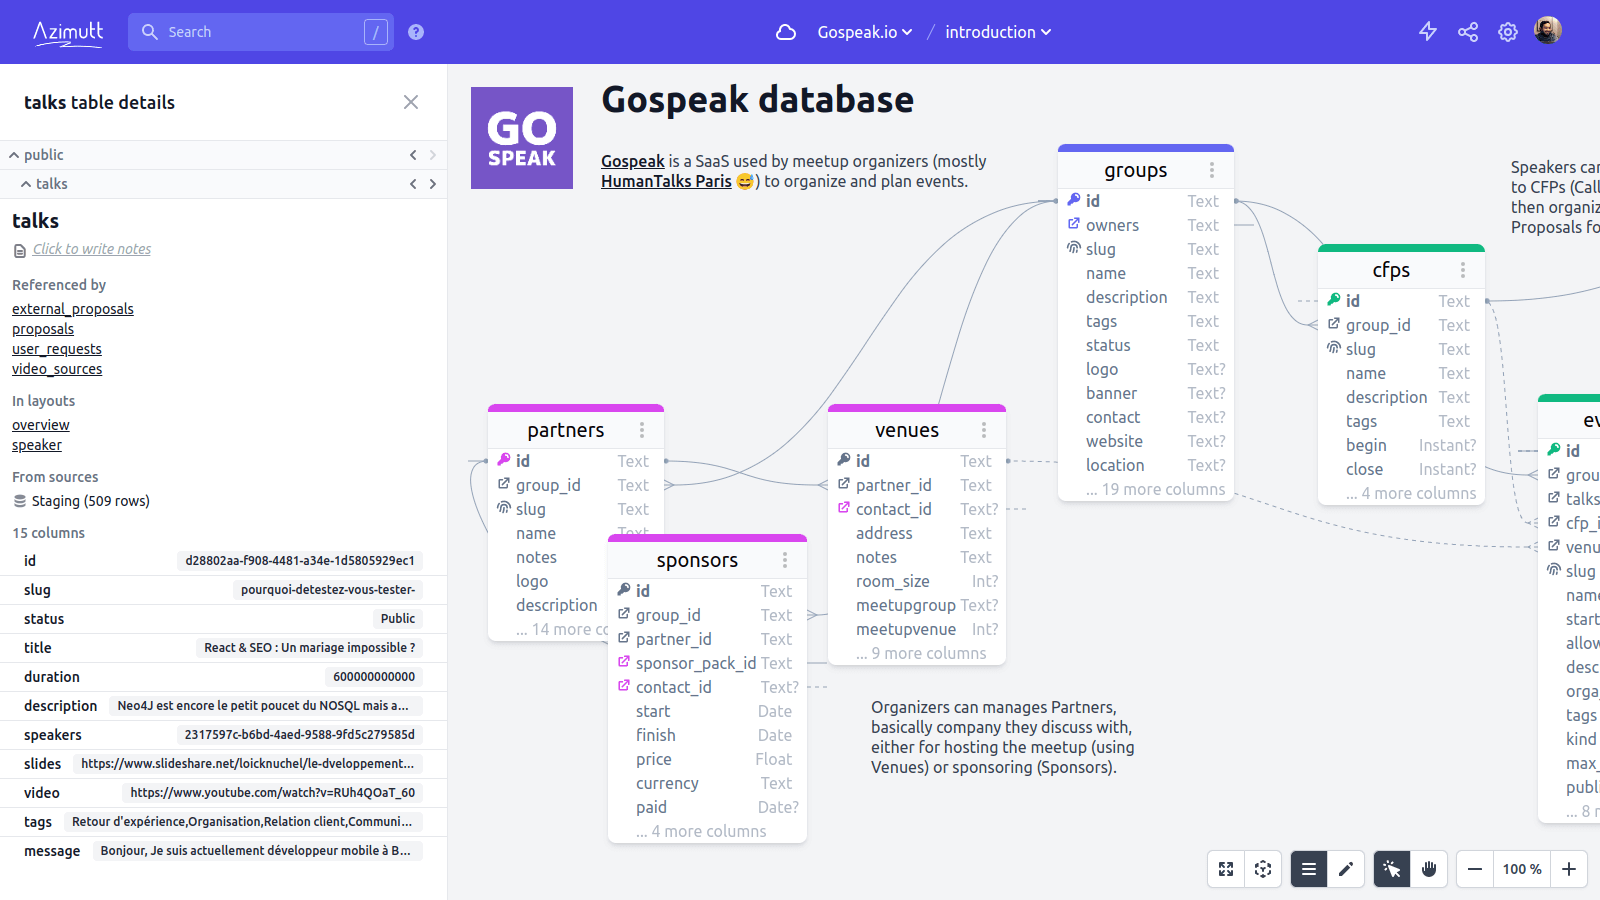 Azimutt
Search
/
?
Gospeak.io
/
introduction
talks table details
public
talks
talks
Click to write notes
Referenced by
external_proposals
proposals
user_requests
video_sources
In layouts
overview
speaker
From sources
Staging (509 rows)
15 columns
id d28802aa-f908-4481-a34e-1d5805929ec1
slug pourquoi-detestez-vous-tester-
status Public
title React & SEO : Un mariage impossible ?
duration 600000000000
description Neo4J est encore le petit poucet du NOSQL mais a...
speakers 2317597c-b6bd-4aed-9588-9fd5c279585d
slides https://www.slideshare.net/loicknuchel/le-dveloppement...
video https://www.youtube.com/watch?v=RUh4QOaT_60
tags Retour d'expérience,Organisation,Relation client,Communi...
message Bonjour, Je suis actuellement développeur mobile à B...
GO
SPEAK
Gospeak database
Gospeak is a SaaS used by meetup organizers (mostly
HumanTalks Paris 😅) to organize and plan events.
partners
id Text
group_id Text
slug Text
name Text
notes
logo
description
... 14 more co
sponsors
id Text
group_id Text
partner_id Text
sponsor_pack_id Text
contact_id Text?
start Date
finish Date
price Float
currency Text
paid Date?
... 4 more columns
venues
id Text
partner_id Text
contact_id Text?
address Text
notes Text
room_size Int?
meetupgroup Text?
meetupvenue Int?
... 9 more columns
Organizers can manages Partners,
basically company they discuss with,
either for hosting the meetup (using
Venues) or sponsoring (Sponsors).
groups
id Text
owners Text
slug Text
name Text
description Text
tags Text
status Text
logo Text?
banner Text?
contact Text?
website Text?
location Text?
... 19 more columns
cfps
id Text
group_id Text
slug Text
name Text
description Text
tags Text
begin Instant?
close Instant?
... 4 more columns
Speakers can
to CFPs (Call
then organiz
Proposals fo
ev
id
grou
talks
cfp_i
venu
slug
name
start
allow
desc
orga_
tags
kind
max_
publi
... 8 m
100 %